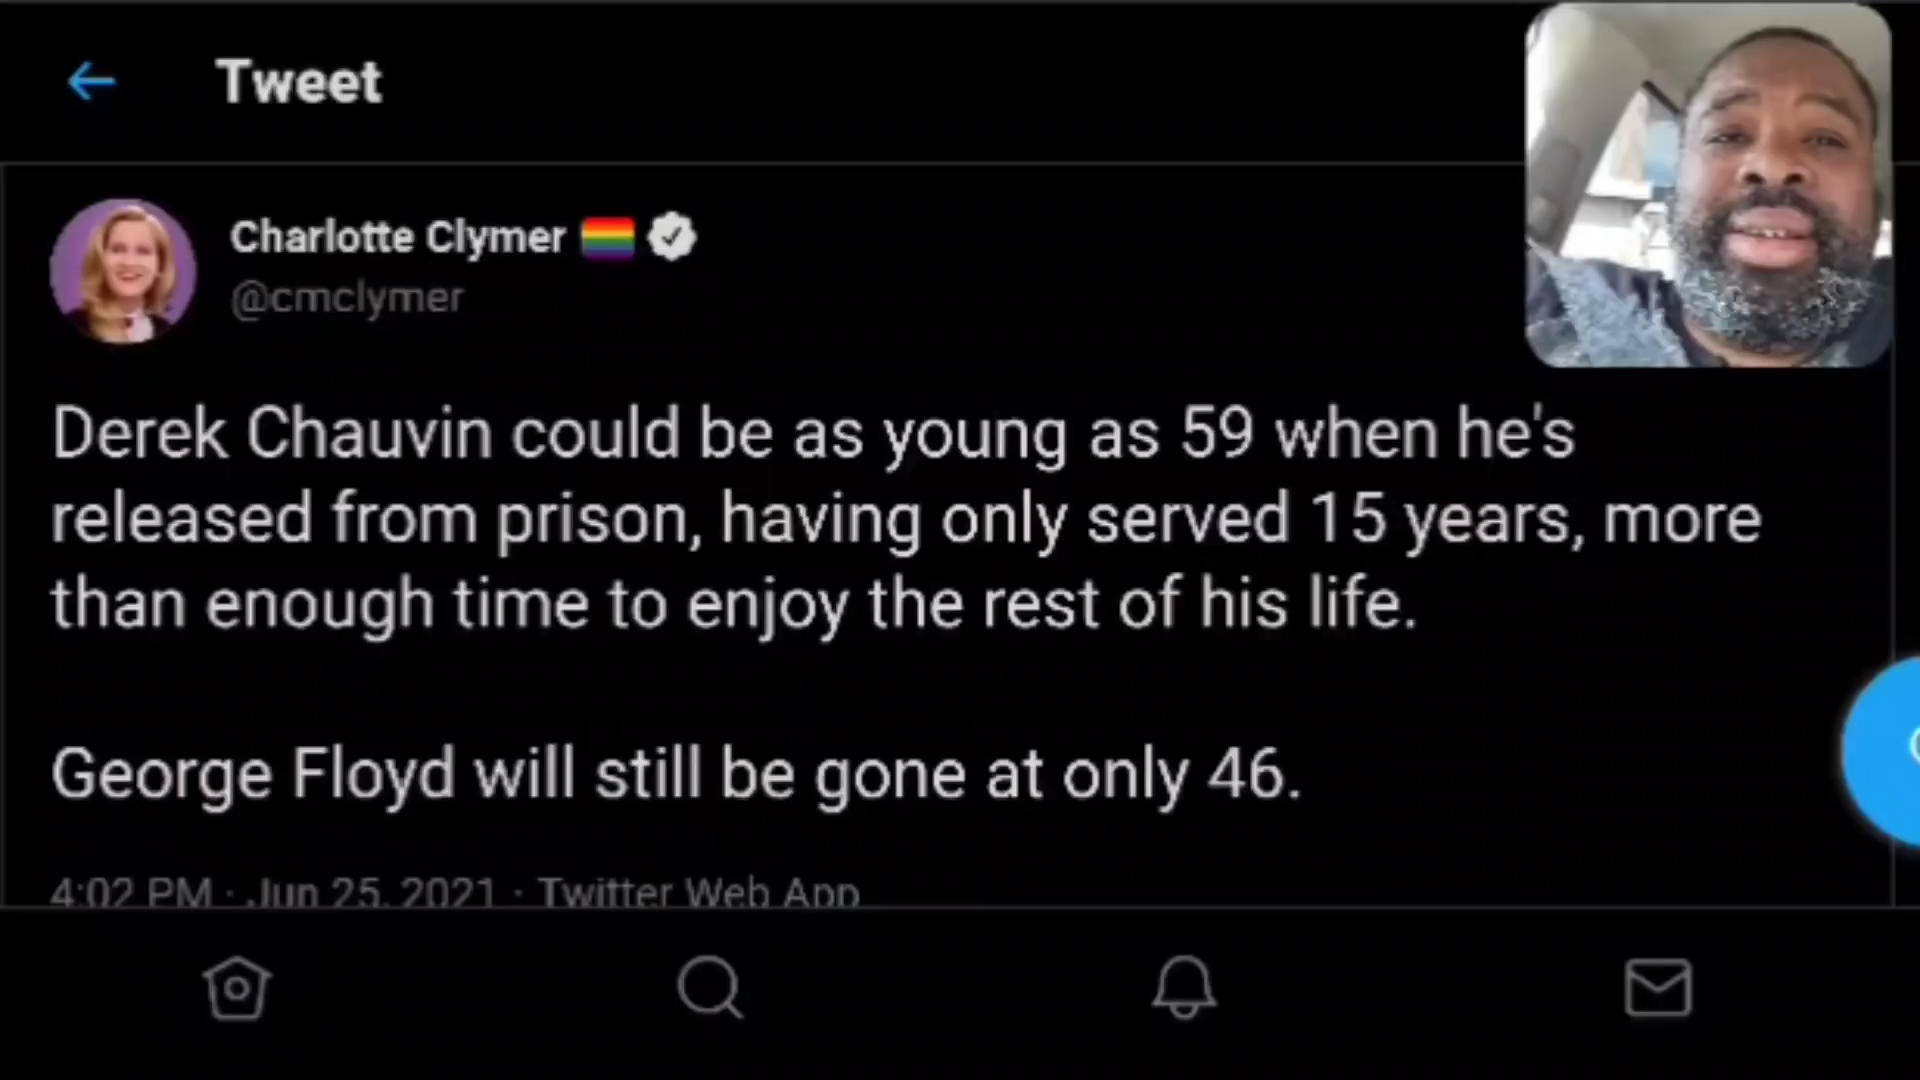 Tweet
Charlotte Clymer
@cmclymer
Derek Chauvin could be as young as 59 when he's
released from prison, having only served 15 years, more
than enough time to enjoy the rest of his life.
George Floyd will still be gone at only 46.
4:02 PM · Jun 25, 2021 · Twitter Web App